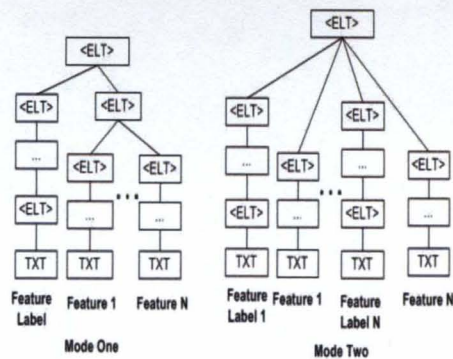 <ELT>
<ELT> <ELT>
... <ELT> <ELT>
<ELT> ... ... ...
TXT TXT TXT
Feature Label Feature 1 Feature N
Mode One
<ELT>
<ELT> <ELT>
... <ELT> ... <ELT>
<ELT> ... ... <ELT> ...
TXT TXT TXT TXT
Feature Label 1 Feature 1 Feature Label N Feature N
Mode Two